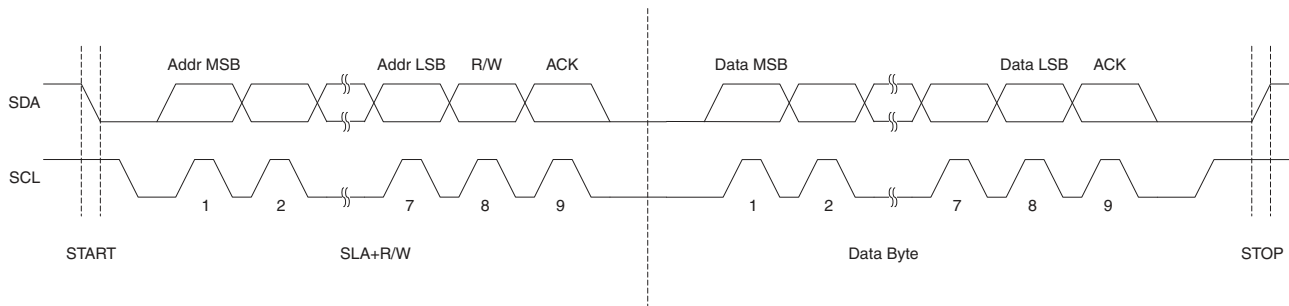 Addr MSB Addr LSB R/W ACK Data MSB Data LSB ACK
SDA
SCL
1 2 7 8 9 1 2 7 8 9
START SLA+R/W Data Byte STOP